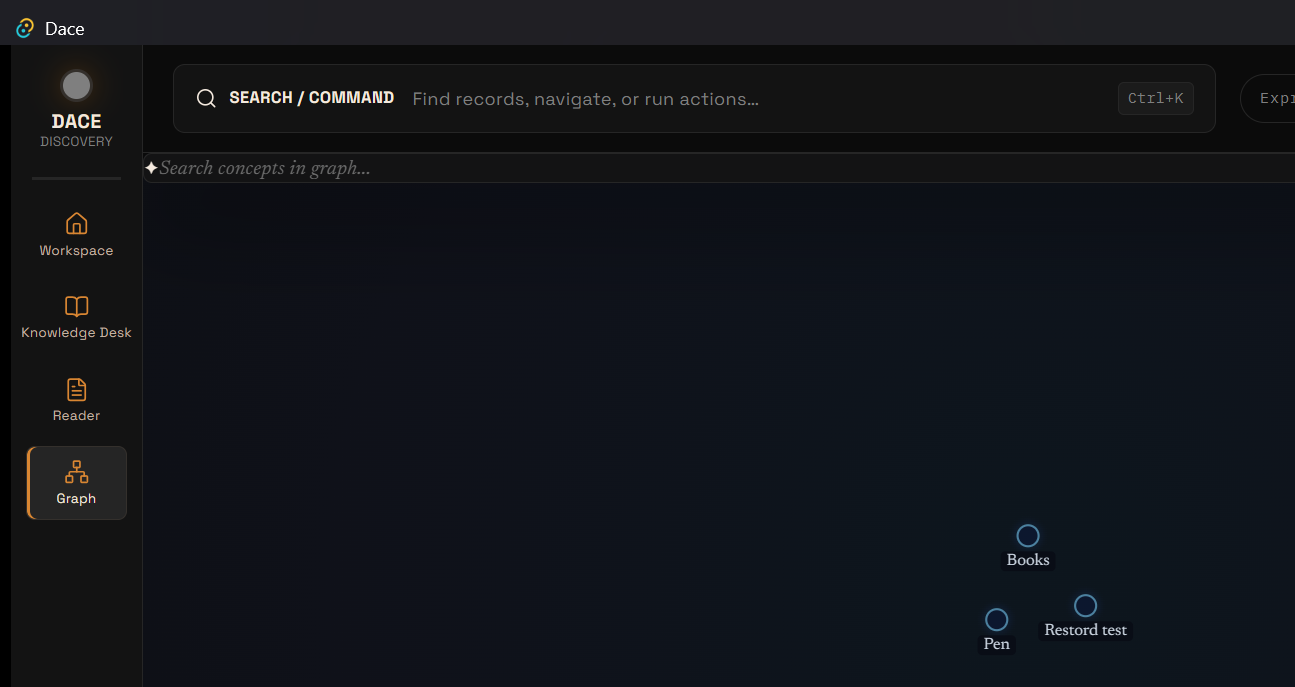 Dace
DACE
DISCOVERY
SEARCH / COMMAND Find records, navigate, or run actions... Ctrl+K
Search concepts in graph...
Workspace
Knowledge Desk
Reader
Graph
Books
Restord test
Pen